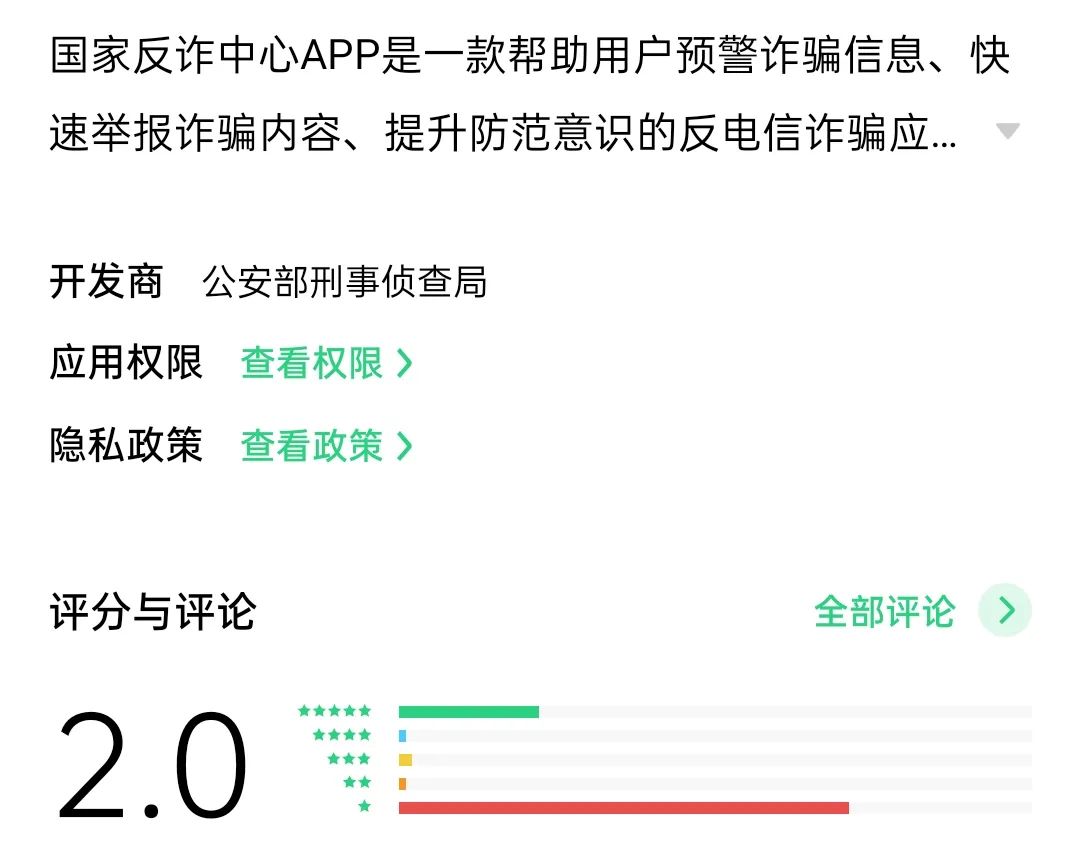 国家反诈中心APP是一款帮助用户预警诈骗信息、快
速举报诈骗内容、提升防范意识的反电信诈骗应...
开发商 公安部刑事侦查局
应用权限 查看权限
隐私政策 查看政策
评分与评论 全部评论
2.0